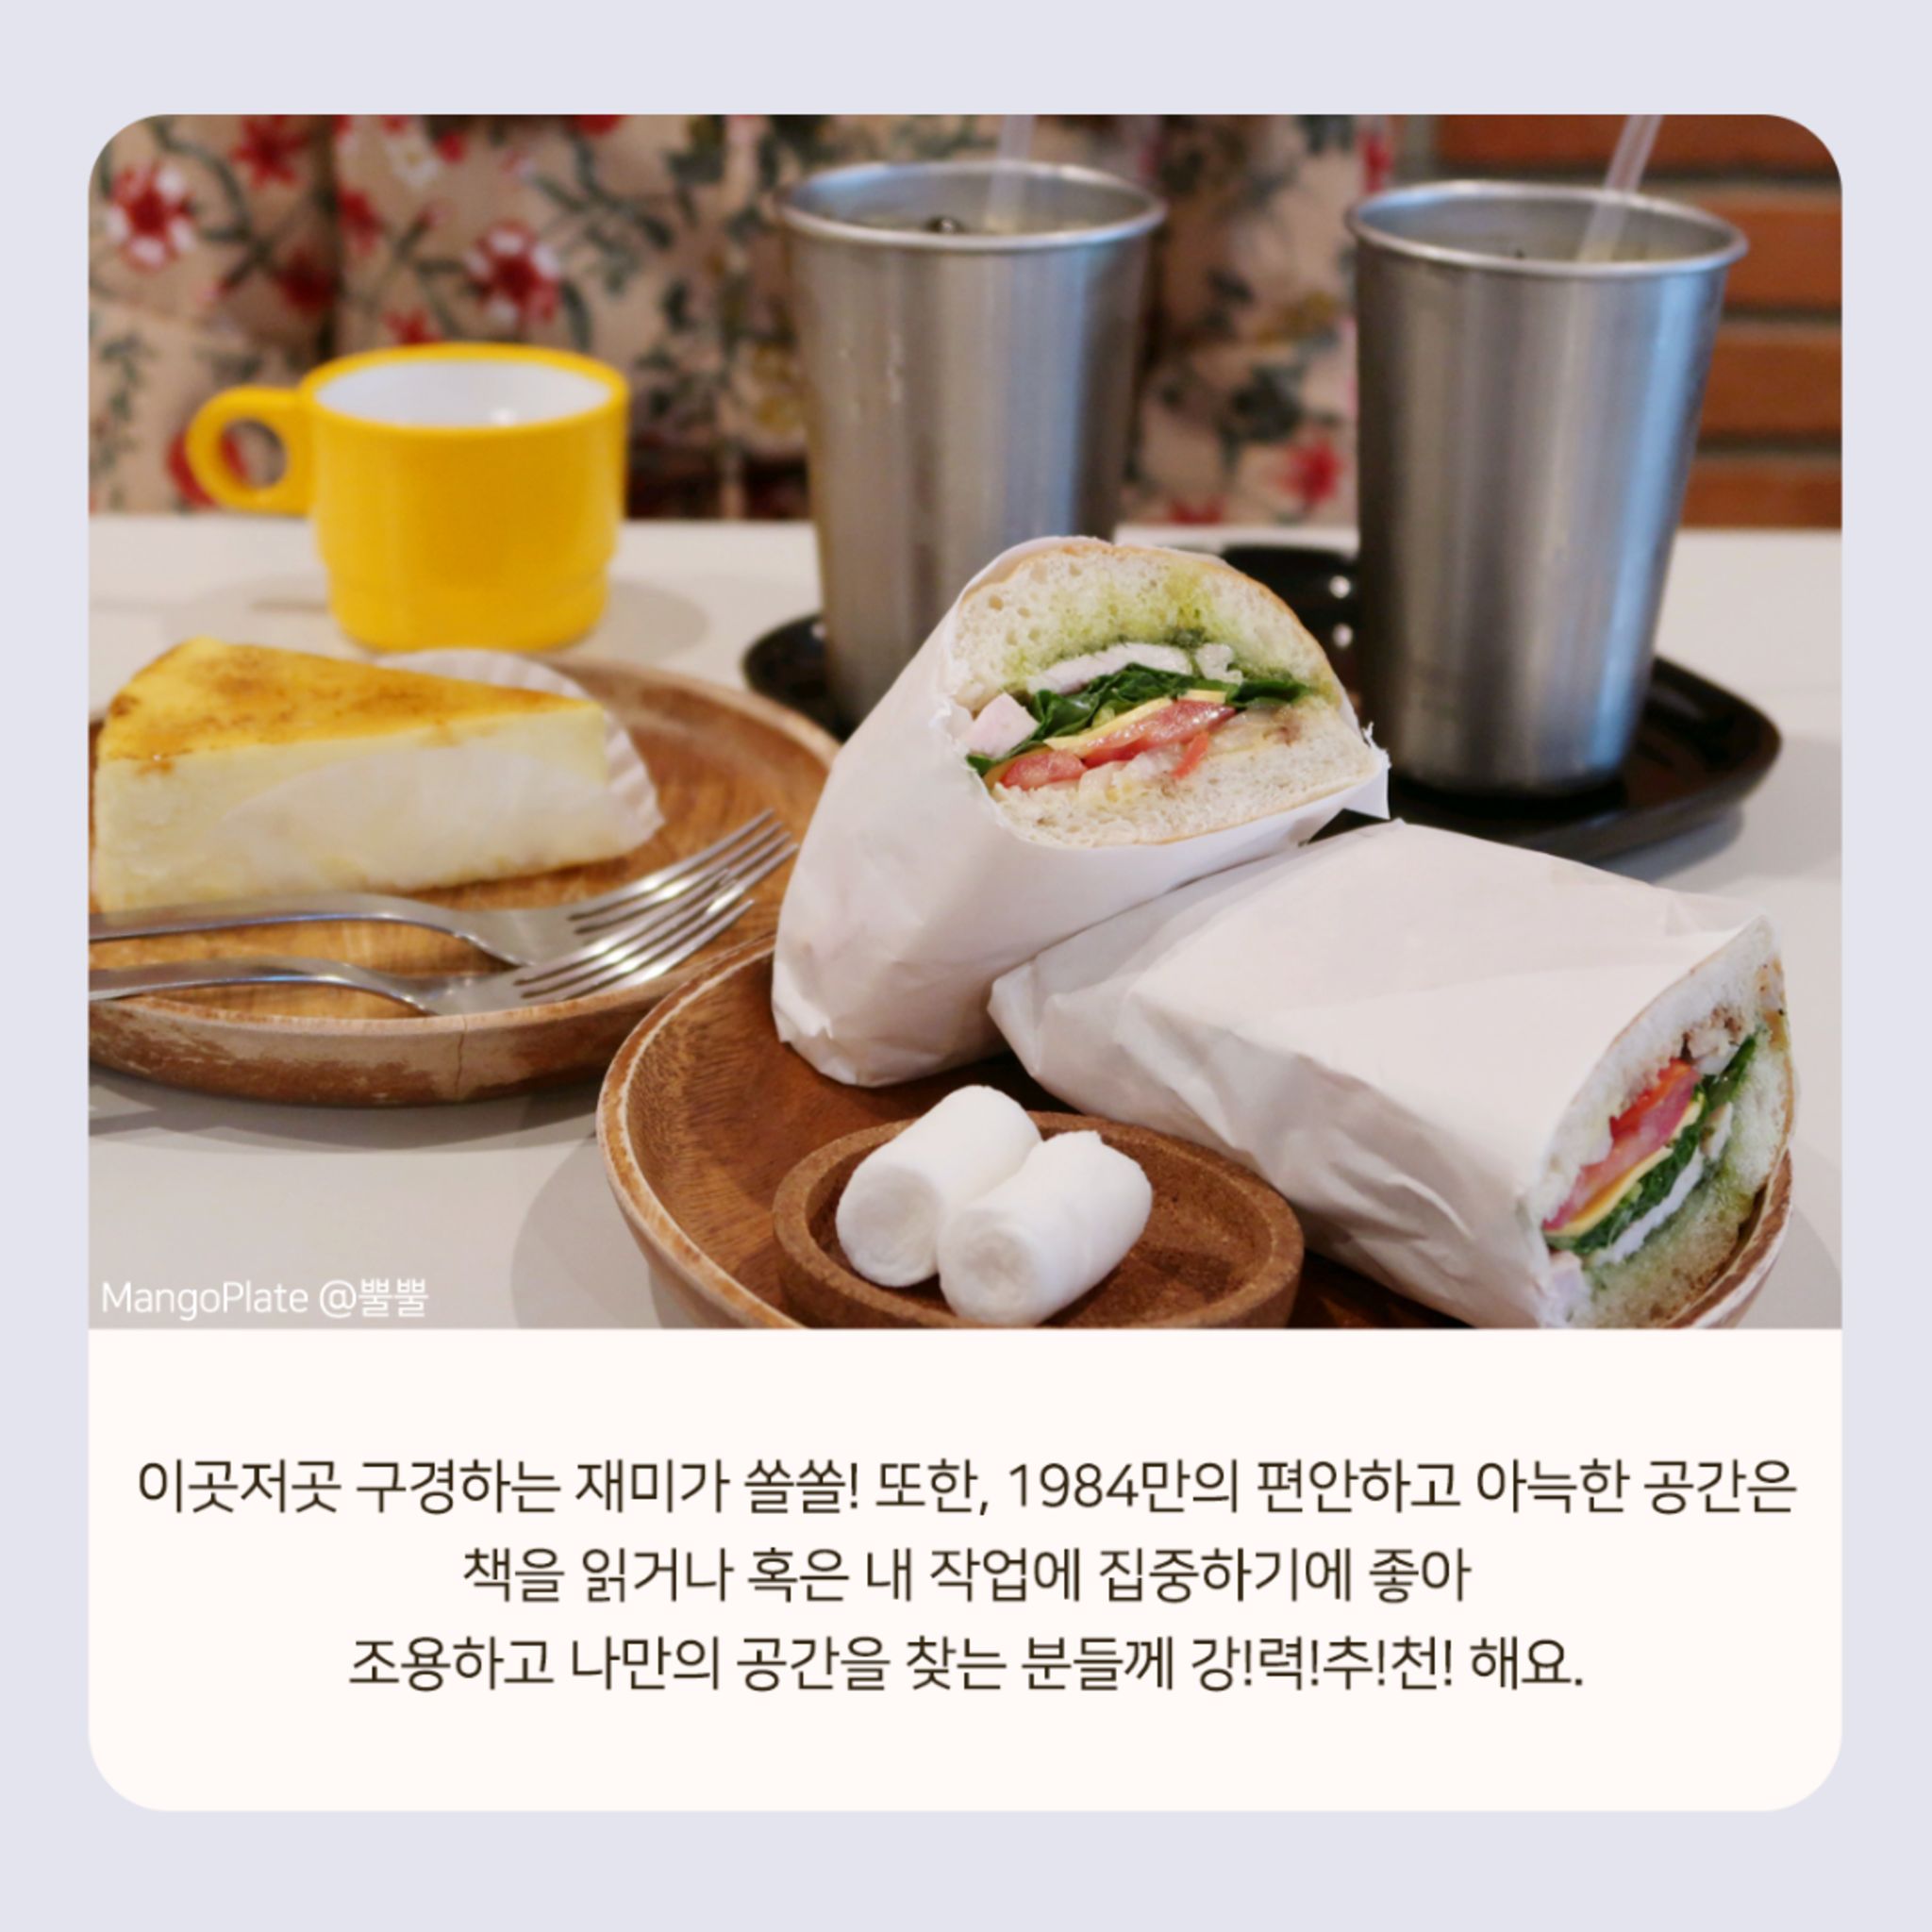 MangoPlate @뿔뿔
이곳저곳 구경하는 재미가 쏠쏠! 또한, 1984만의 편안하고 아늑한 공간은
책을 읽거나 혹은 내 작업에 집중하기에 좋아
조용하고 나만의 공간을 찾는 분들께 강!력!추!천! 해요.